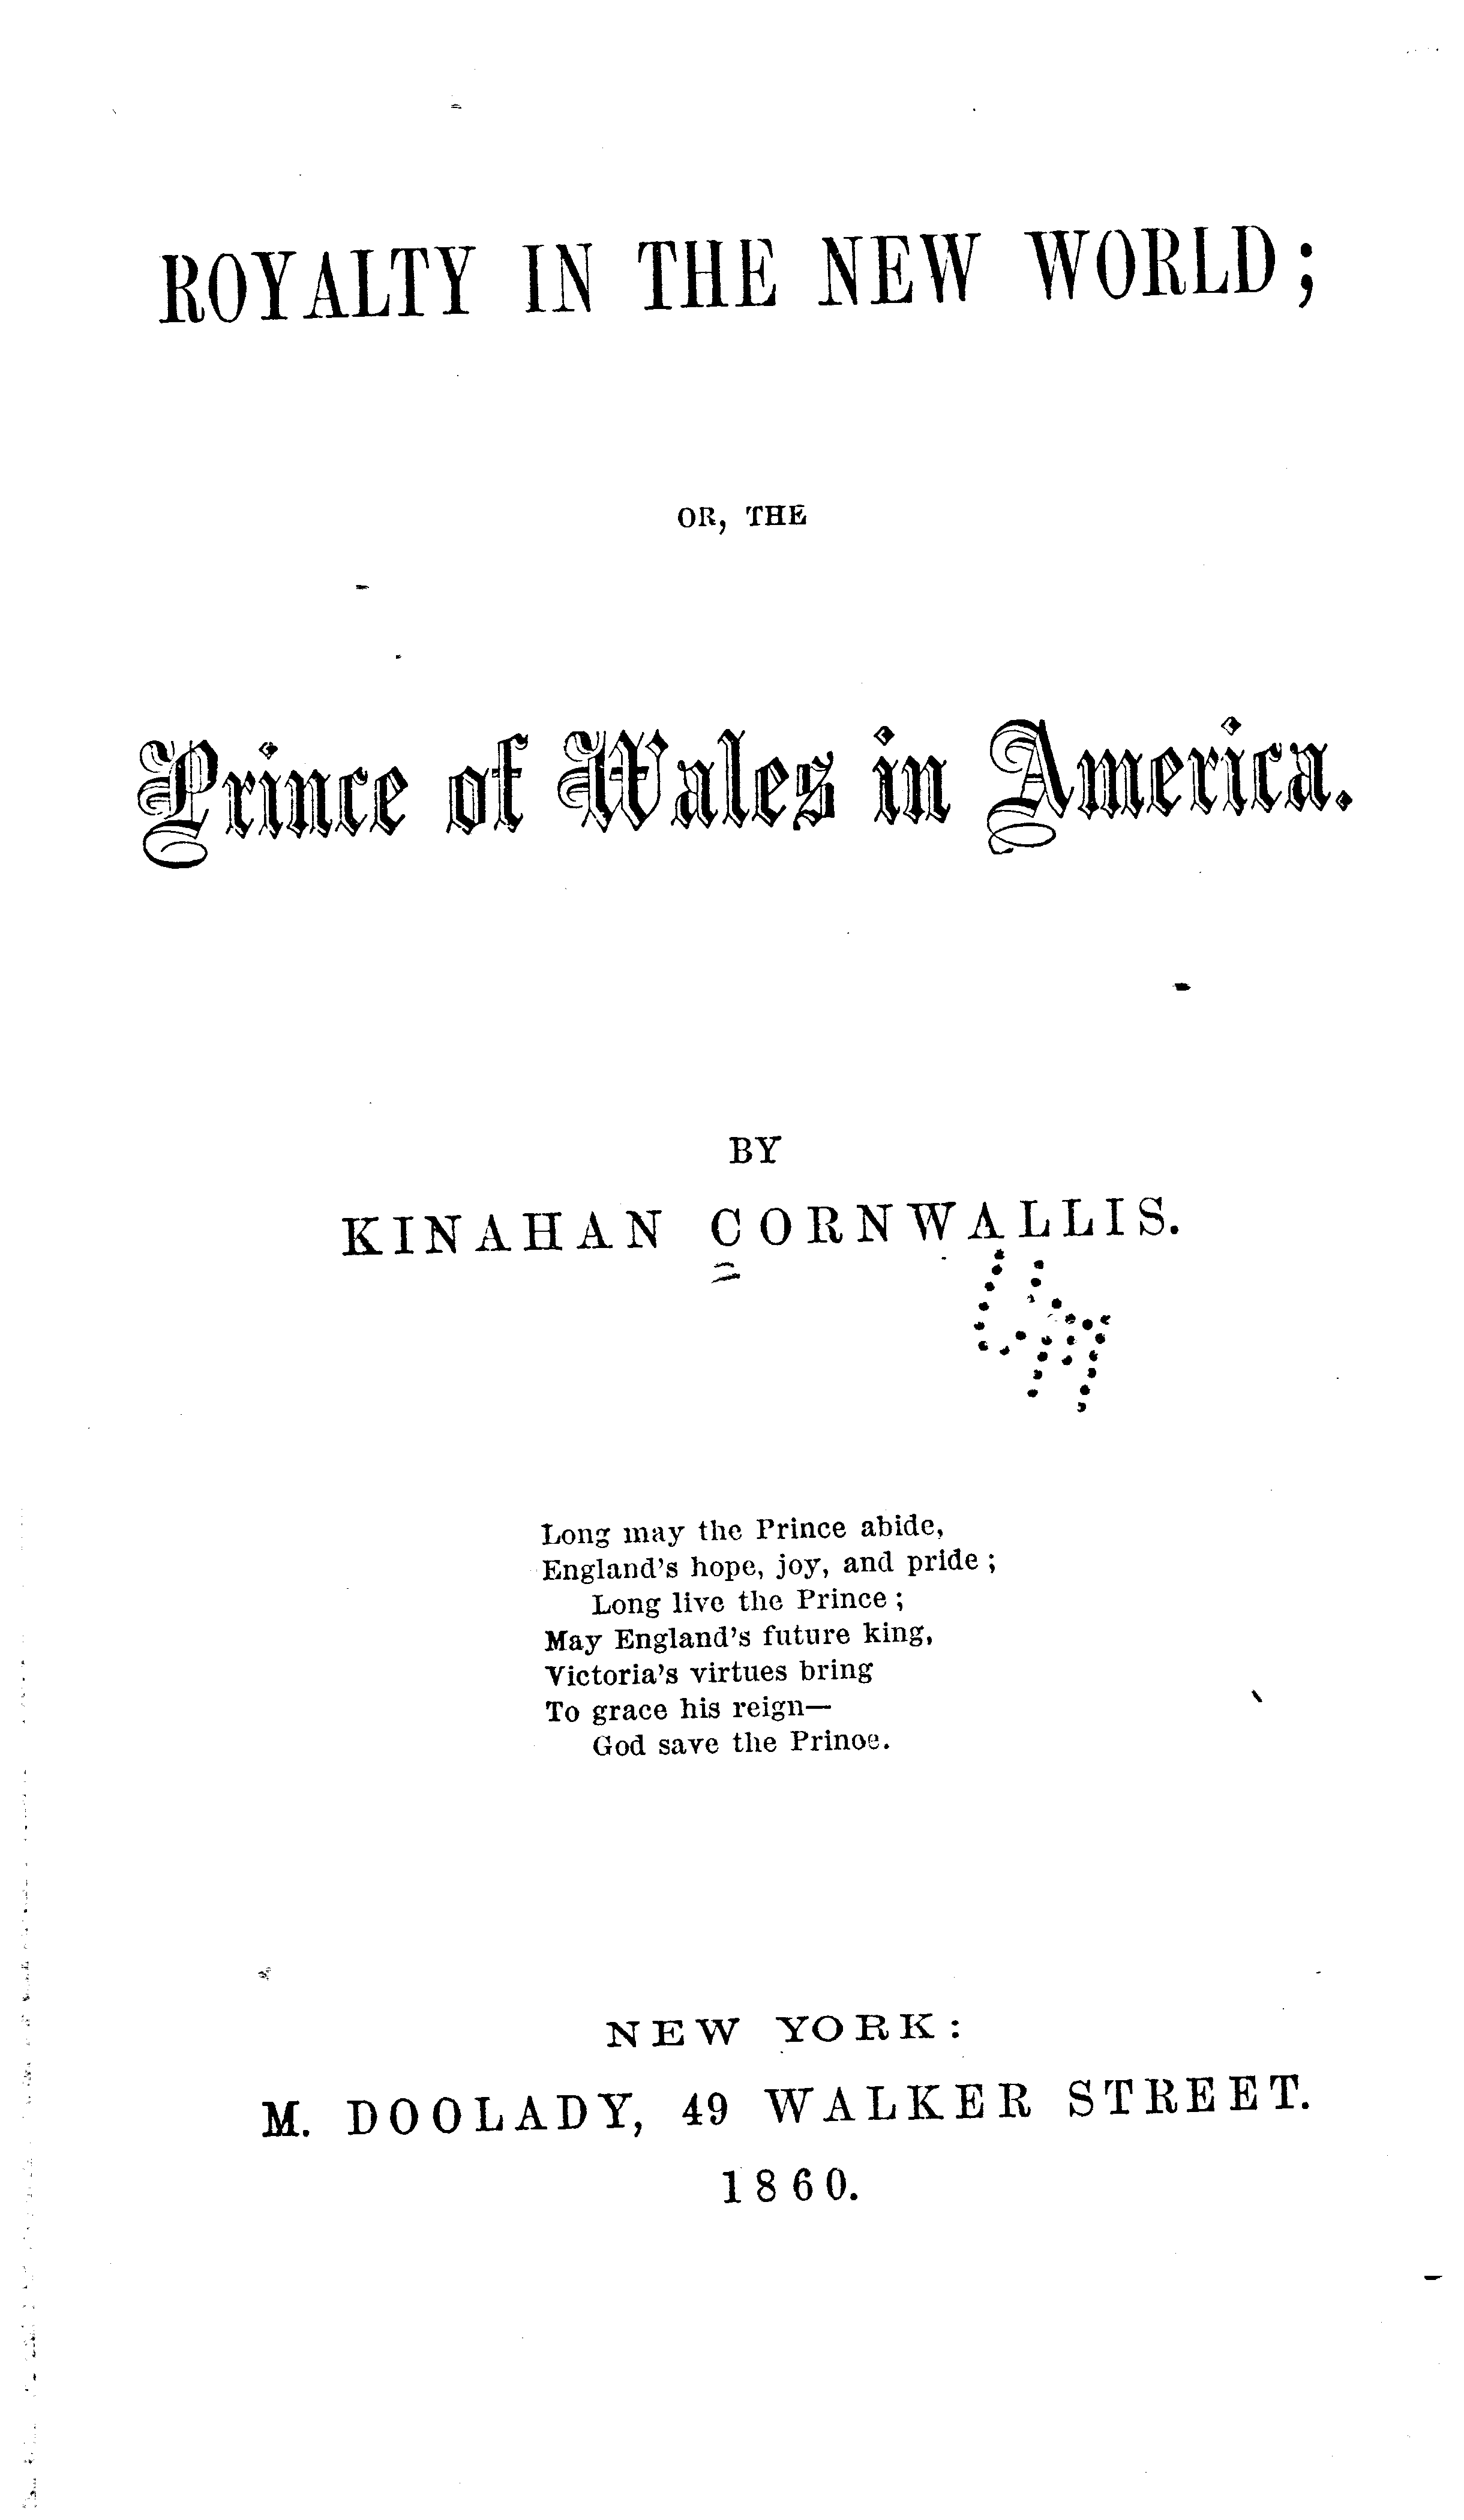 ROYALTY IN THE NEW WORLD;
OR, THE
Prince of Wales in America.
BY
KINAHAN CORNWALLIS.
Long may the Prince abide,
England's hope, joy, and pride;
Long live the Prince;
May England's future king,
Victoria's virtues bring
To grace his reign—
God save the Prince.
NEW YORK:
M. DOOLADY, 49 WALKER STREET.
1860.